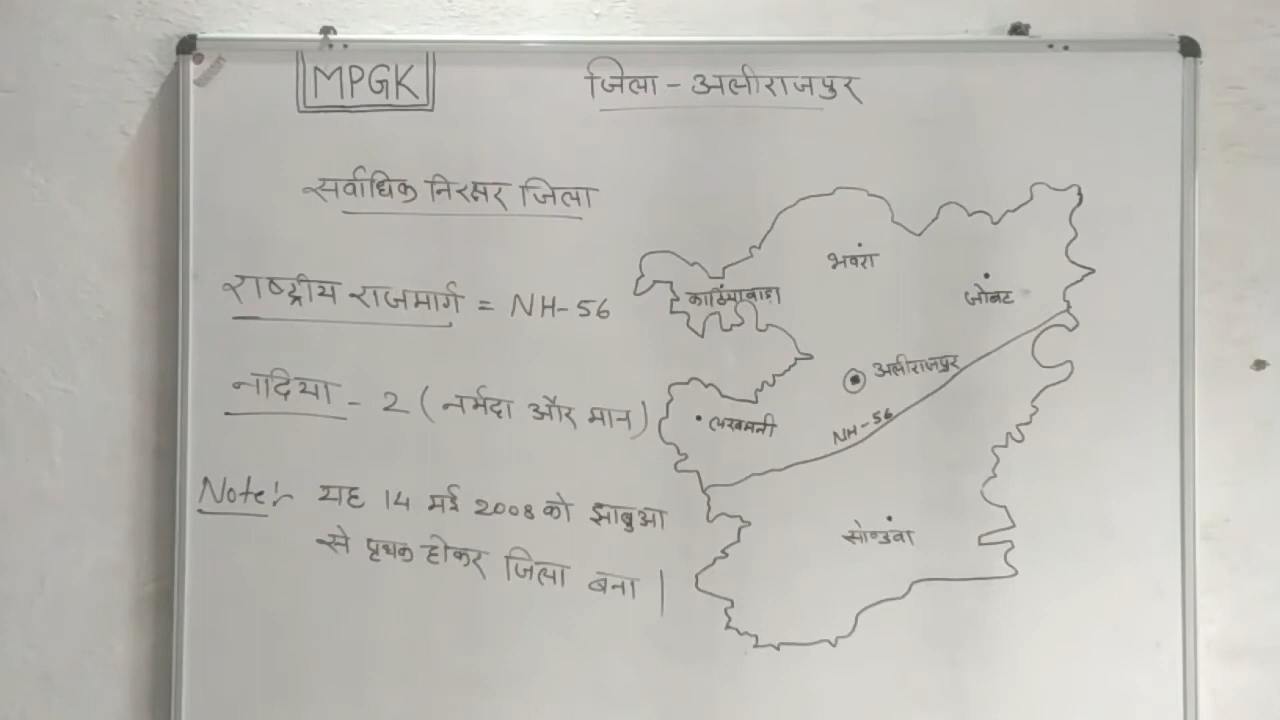 MPGK
जिला - अलीराजपुर
सर्वाधिक निरक्षर जिला
राष्ट्रीय राजमार्ग = NH-56
नादिया - 2 ( नर्मदा और मान )
Note:- यह 14 मई 2008 को झाबुआ
से पृथक होकर जिला बना |
भवरां
काठियावाडा
जोबट
अलीराजपुर
NH-56
लखमनी
सोण्डवा